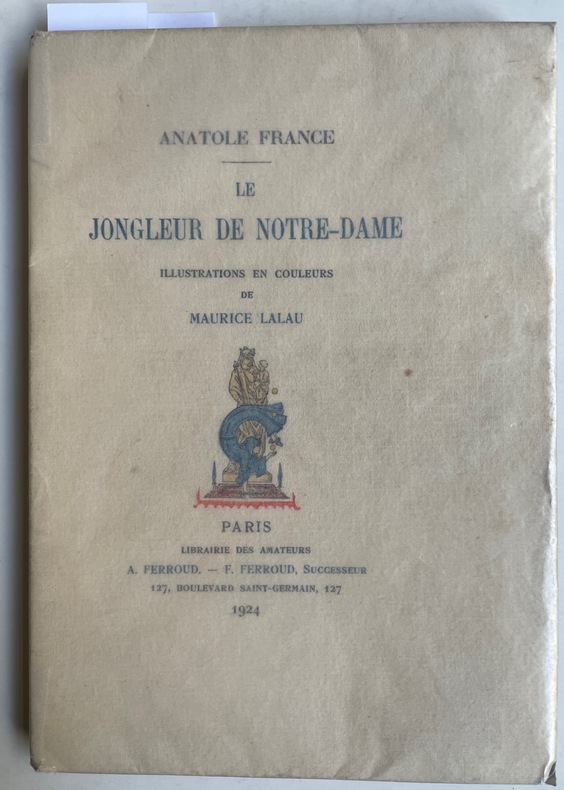 ANATOLE FRANCE
LE
JONGLEUR DE NOTRE-DAME
ILLUSTRATIONS EN COULEURS
DE
MAURICE LALAU
PARIS
LIBRAIRIE DES AMATEURS
A. FERROUD. — F. FERROUD, SUCCESSEUR
127, BOULEVARD SAINT-GERMAIN, 127
1924